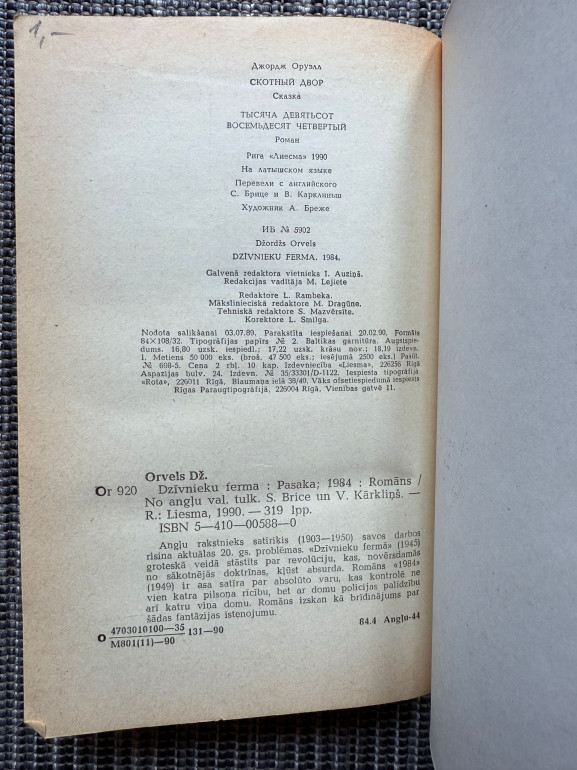 1,-
Джордж Оруэлл
СКОТНЫЙ ДВОР
Сказка
ТЫСЯЧА ДЕВЯТЬСОТ
ВОСЕМЬДЕСЯТ ЧЕТВЕРТЫЙ
Роман
Рига «Лиесма» 1990
На латышском языке
Перевели с английского
С. Брице и В. Карклиньш
Художник А. Бреже
ИБ № 5902
Džordžs Orvels
DZĪVNIEKU FERMA. 1984.
Galvenā redaktora vietnieks I. Auziņš.
Redakcijas vadītāja M. Lejiete
Redaktore L. Rambeka.
Mākslinieciskā redaktore M. Dragūne.
Tehniskā redaktore S. Mazvērsīte.
Korektore L. Smilga.
Nodota salikšanai 03.07.89. Parakstīta iespiešanai 20.02.90. Formāts
84×108/32. Tipogrāfijas papīrs № 2. Baltikas garnitūra. Augstspie-
dums. 16,80 uzsk. iespiedl.; 17,22 uzsk. krāsu nov.; 18,19 izdevn.
l. Metiens 50 000 eks. (broš. 47 500 eks.; iesējumā 2500 eks.) Pasūt.
№ 698-5. Cena 2 rbļ. 10 kap. Izdevniecība «Liesma», 226256 Rīgā
Aspazijas bulv. 24. Izdevn. № 35/33301/D-1122. Iespiesta tipogrāfijā
«Rota», 226011 Rīgā, Blaumaņa ielā 38/40. Vāks ofsetiespiedumā iespiests
Rīgas Paraugtipogrāfijā, 226004 Rīgā, Vienības gatvē 11.
Orvels Dž.
Or 920 Dzīvnieku ferma : Pasaka; 1984 : Romāns /
No angļu val. tulk. S. Brice un V. Kārkliņš. —
R.: Liesma, 1990. — 319 lpp.
ISBN 5—410—00588—0
Angļu rakstnieks satīriķis (1903—1950) savos darbos
risina aktuālas 20. gs. problēmas. «Dzīvnieku fermā» (1945)
groteskā veidā stāstīts par revolūciju, kas, novēršdamās
no sākotnējās doktrīnas, kļūst absurda. Romāns «1984»
(1949) ir asa satīra par absolūto varu, kas kontrolē ne
vien katra pilsoņa rīcību, bet ar domu policijas palīdzību
arī katru viņa domu. Romāns izskan kā brīdinājums par
šādas fantāzijas īstenojumu.
O 4703010100—35 131—90
M801(11)—90
84.4 Angļu-44